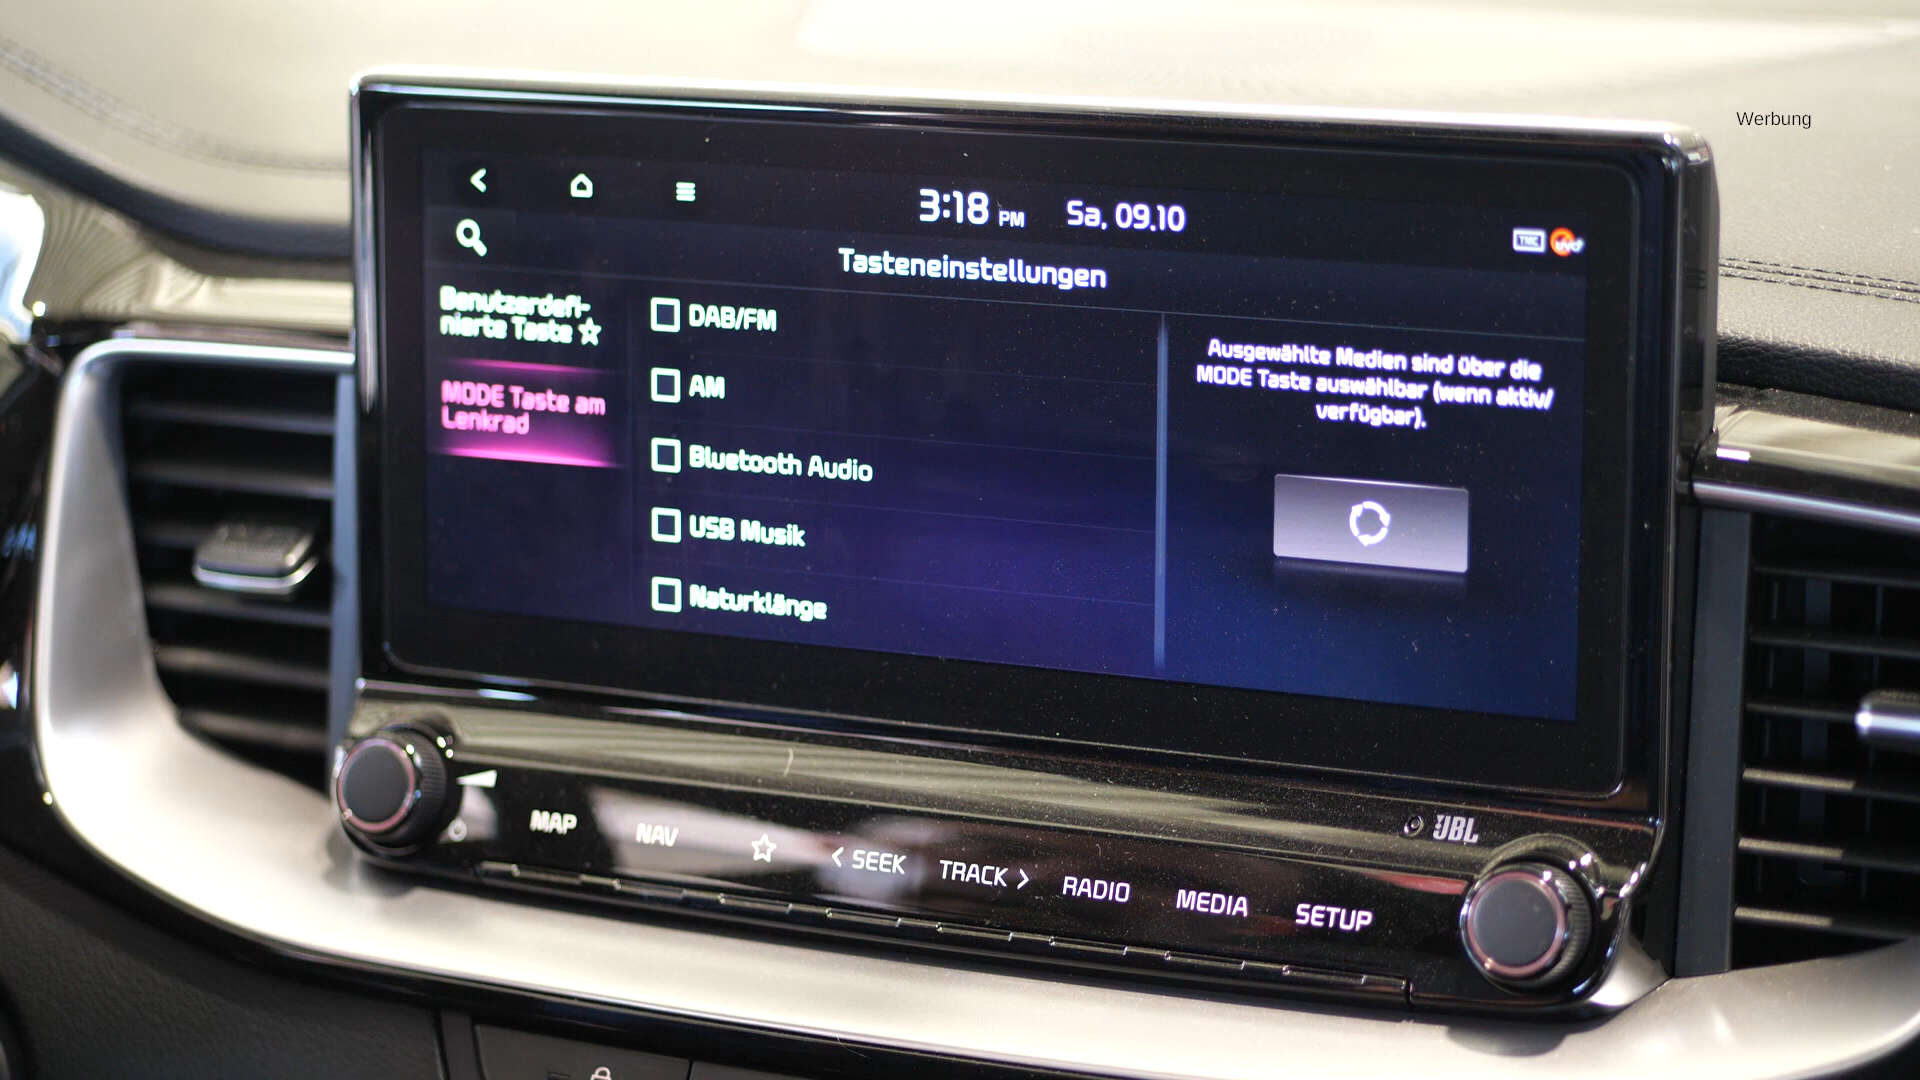 Werbung
3:18 PM Sa, 09.10
TMC UVO
Tasteneinstellungen
Benutzerdefi-
nierte Taste
MODE Taste am
Lenkrad
DAB/FM
AM
Bluetooth Audio
USB Musik
Naturklänge
Ausgewählte Medien sind über die
MODE Taste auswählbar (wenn aktiv/
verfügbar).
JBL
MAP NAV < SEEK TRACK > RADIO MEDIA SETUP